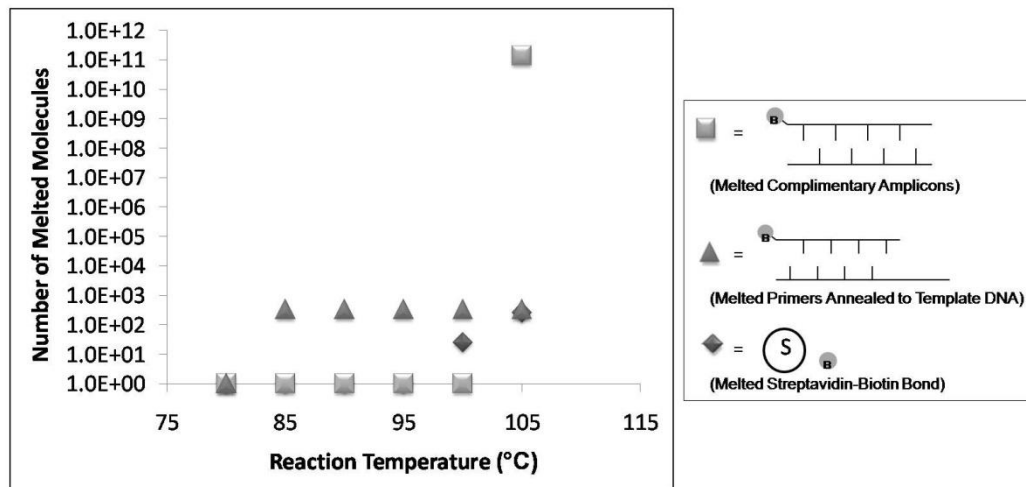 1.0E+12
1.0E+11
1.0E+10
1.0E+09
1.0E+08
1.0E+07
1.0E+06
1.0E+05
1.0E+04
1.0E+03
1.0E+02
1.0E+01
1.0E+00
Number of Melted Molecules
75 85 95 105 115
Reaction Temperature (°C)
= B
(Melted Complimentary Amplicons)
= B
(Melted Primers Annealed to Template DNA)
= S B
(Melted Streptavidin-Biotin Bond)